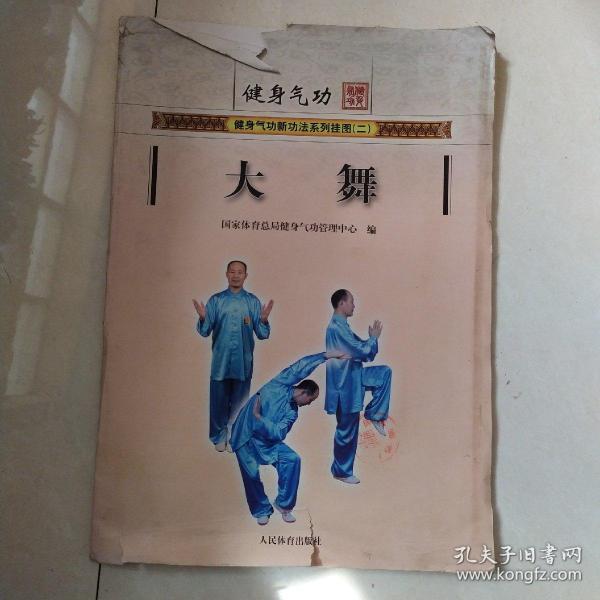 健身气功
健身气功新功法系列挂图(二)
大 舞
国家体育总局健身气功管理中心 编
人民体育出版社
孔夫子旧书网
www.kongfz.com